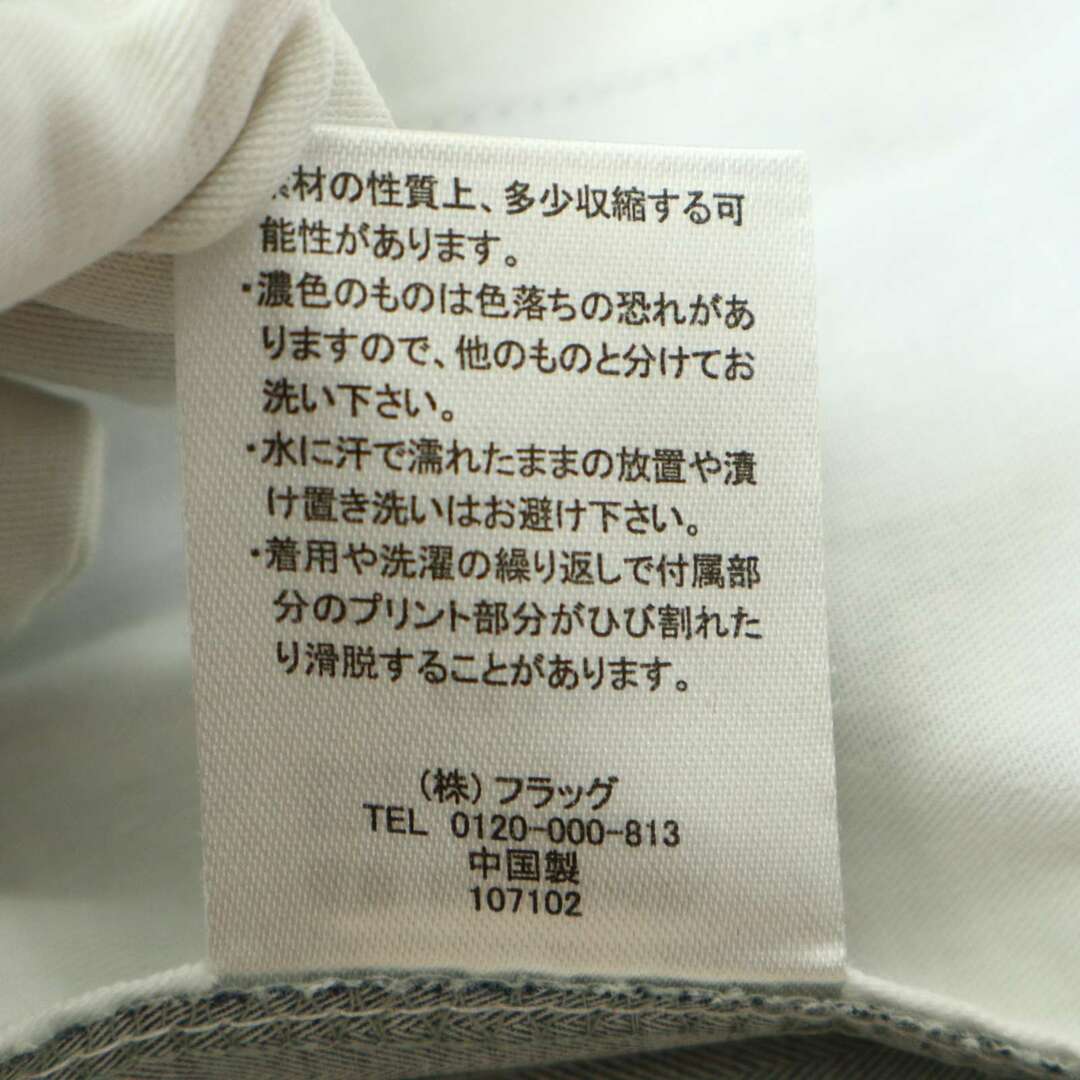 素材の性質上、多少収縮する可
能性があります。
・濃色のものは色落ちの恐れがあ
りますので、他のものと分けてお
洗い下さい。
・水に汗で濡れたままの放置や漬
け置き洗いはお避け下さい。
・着用や洗濯の繰り返しで付属部
分のプリント部分がひび割れた
り滑脱することがあります。
(株)フラッグ
TEL 0120-000-813
中国製
107102